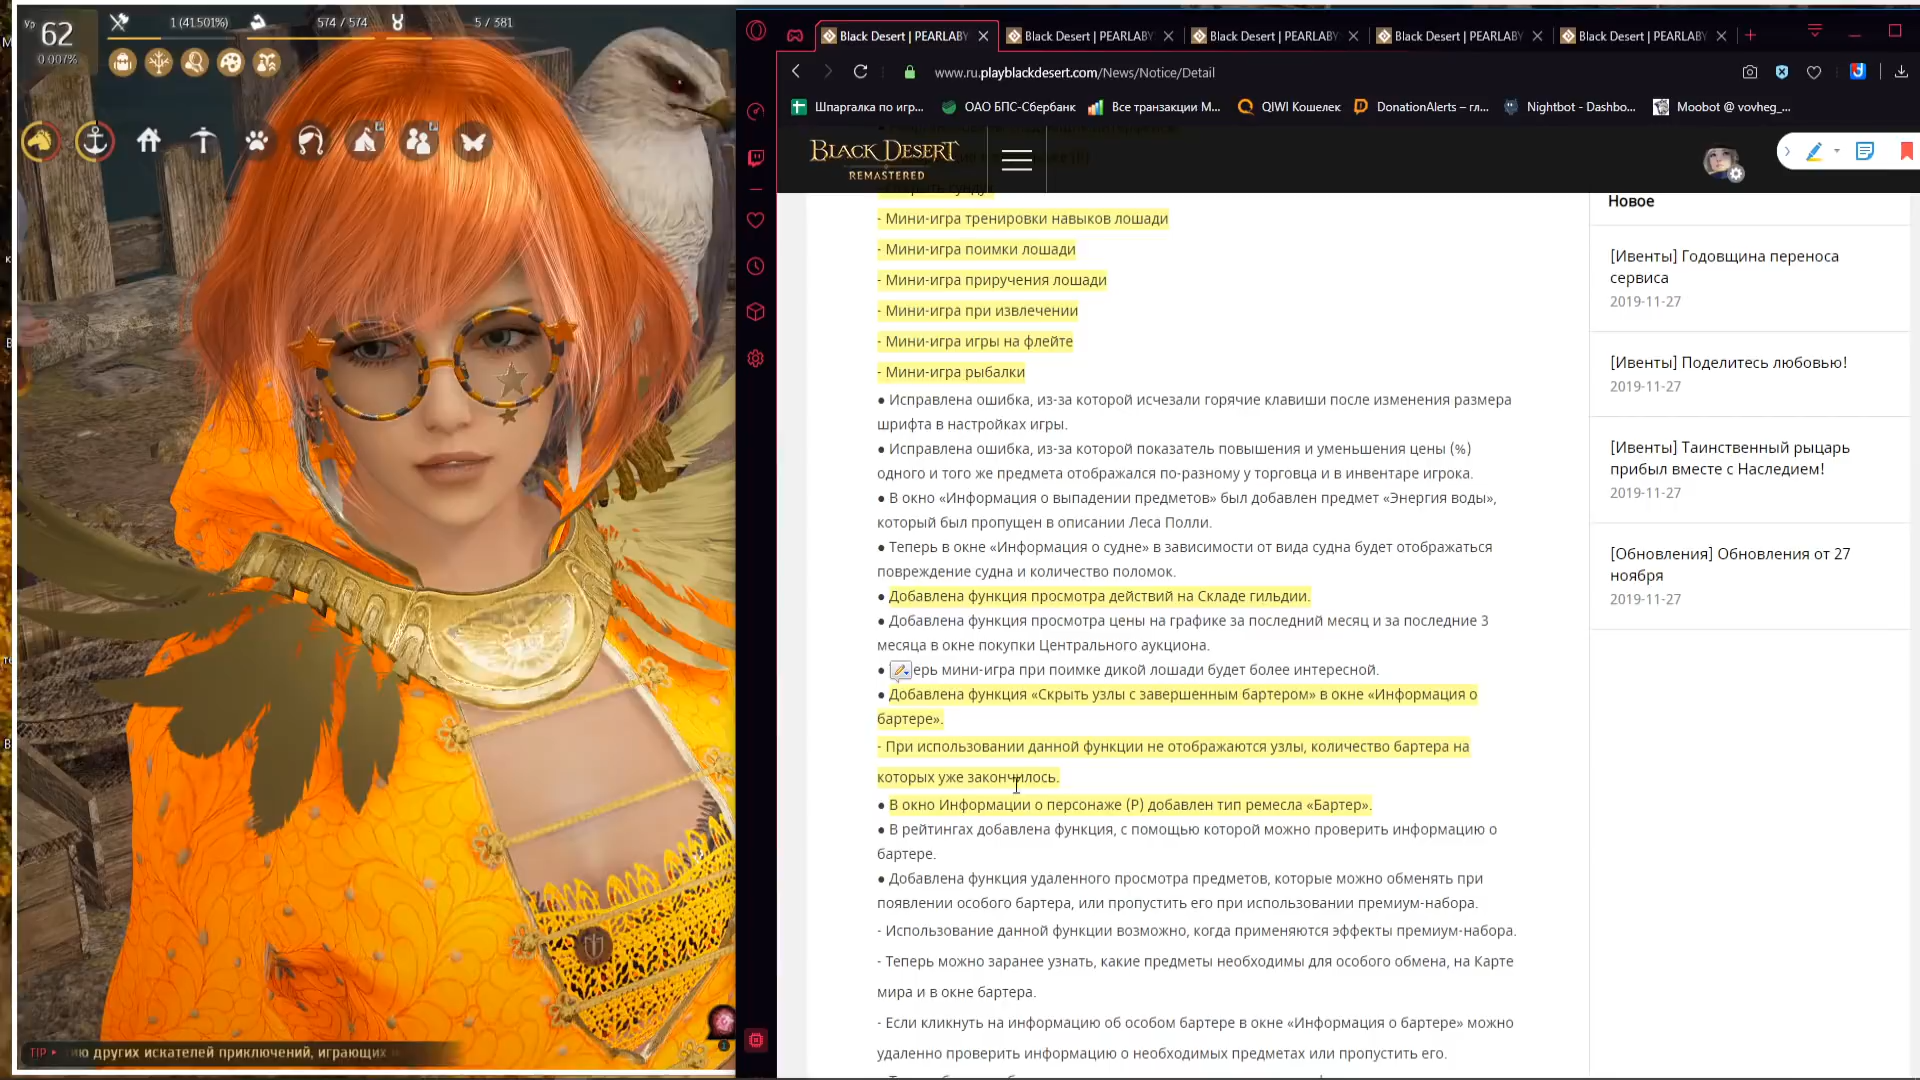 Ур 62
0.007%
1 (41.501%)
574 / 574
5 / 381
Black Desert | PEARLABY
Black Desert | PEARLABY
Black Desert | PEARLABY
Black Desert | PEARLABY
Black Desert | PEARLABY
www.ru.playblackdesert.com/News/Notice/Detail
Шпаргалка по игр...
ОАО БПС-Сбербанк
Все транзакции М...
QIWI Кошелек
DonationAlerts – гл...
Nightbot - Dashbo...
Moobot @ vovheg_...
BLACK DESERT
REMASTERED
- Мини-игра тренировки навыков лошади
- Мини-игра поимки лошади
- Мини-игра приручения лошади
- Мини-игра при извлечении
- Мини-игра игры на флейте
- Мини-игра рыбалки
● Исправлена ошибка, из-за которой исчезали горячие клавиши после изменения размера
шрифта в настройках игры.
● Исправлена ошибка, из-за которой показатель повышения и уменьшения цены (%)
одного и того же предмета отображался по-разному у торговца и в инвентаре игрока.
● В окно «Информация о выпадении предметов» был добавлен предмет «Энергия воды»,
который был пропущен в описании Леса Полли.
● Теперь в окне «Информация о судне» в зависимости от вида судна будет отображаться
повреждение судна и количество поломок.
● Добавлена функция просмотра действий на Складе гильдии.
● Добавлена функция просмотра цены на графике за последний месяц и за последние 3
месяца в окне покупки Центрального аукциона.
● ерь мини-игра при поимке дикой лошади будет более интересной.
● Добавлена функция «Скрыть узлы с завершенным бартером» в окне «Информация о
бартере».
- При использовании данной функции не отображаются узлы, количество бартера на
которых уже закончилось.
● В окно Информации о персонаже (P) добавлен тип ремесла «Бартер».
● В рейтингах добавлена функция, с помощью которой можно проверить информацию о
бартере.
● Добавлена функция удаленного просмотра предметов, которые можно обменять при
появлении особого бартера, или пропустить его при использовании премиум-набора.
- Использование данной функции возможно, когда применяются эффекты премиум-набора.
- Теперь можно заранее узнать, какие предметы необходимы для особого обмена, на Карте
мира и в окне бартера.
- Если кликнуть на информацию об особом бартере в окне «Информация о бартере» можно
удаленно проверить информацию о необходимых предметах или пропустить его.
Новое
[Ивенты] Годовщина переноса
сервиса
2019-11-27
[Ивенты] Поделитесь любовью!
2019-11-27
[Ивенты] Таинственный рыцарь
прибыл вместе с Наследием!
2019-11-27
[Обновления] Обновления от 27
ноября
2019-11-27
TIP ию других искателей приключений, играющих